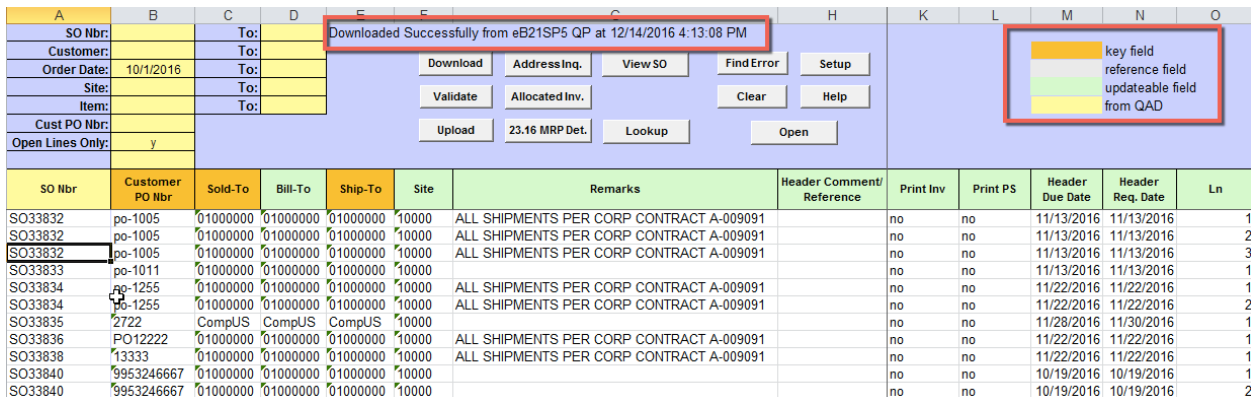 A B C D E F G H K L M N O
SO Nbr: To: Downloaded Successfully from eB21SP5 QP at 12/14/2016 4:13:08 PM
Customer: To: key field
Order Date: 10/1/2016 To: Download Address Inq. View SO Find Error Setup reference field
Site: To: updateable field
Item: To: Validate Allocated Inv. Clear Help from QAD
Cust PO Nbr:
Open Lines Only: y Upload 23.16 MRP Det. Lookup Open
SO Nbr Customer PO Nbr Sold-To Bill-To Ship-To Site Remarks Header Comment/ Reference Print Inv Print PS Header Due Date Header Req. Date Ln
SO33832 po-1005 01000000 01000000 01000000 10000 ALL SHIPMENTS PER CORP CONTRACT A-009091 no no 11/13/2016 11/13/2016 1
SO33832 po-1005 01000000 01000000 01000000 10000 ALL SHIPMENTS PER CORP CONTRACT A-009091 no no 11/13/2016 11/13/2016 2
SO33832 po-1005 01000000 01000000 01000000 10000 ALL SHIPMENTS PER CORP CONTRACT A-009091 no no 11/13/2016 11/13/2016 3
SO33833 po-1011 01000000 01000000 01000000 10000 no no 11/13/2016 11/13/2016 1
SO33834 po-1255 01000000 01000000 01000000 10000 ALL SHIPMENTS PER CORP CONTRACT A-009091 no no 11/22/2016 11/22/2016 1
SO33834 po-1255 01000000 01000000 01000000 10000 ALL SHIPMENTS PER CORP CONTRACT A-009091 no no 11/22/2016 11/22/2016 2
SO33835 2722 CompUS CompUS CompUS 10000 no no 11/28/2016 11/30/2016 1
SO33836 PO12222 01000000 01000000 01000000 10000 ALL SHIPMENTS PER CORP CONTRACT A-009091 no no 11/22/2016 11/22/2016 1
SO33838 13333 01000000 01000000 01000000 10000 ALL SHIPMENTS PER CORP CONTRACT A-009091 no no 11/22/2016 11/22/2016 1
SO33840 9953246667 01000000 01000000 01000000 10000 no no 10/19/2016 10/19/2016 1
SO33840 9953246667 01000000 01000000 01000000 10000 no no 10/19/2016 10/19/2016 2